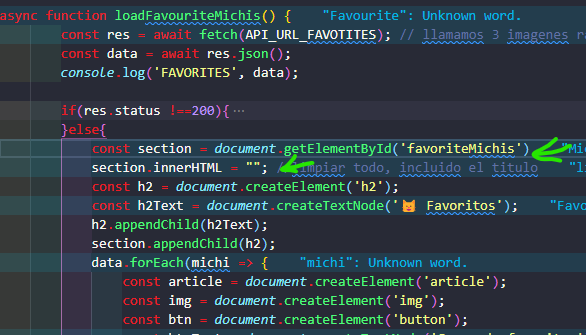 async function loadFavouriteMichis() { "Favourite": Unknown word.
const res = await fetch(API_URL_FAVOTITES); // llamamos 3 imagenes
const data = await res.json();
console.log('FAVORITES', data);
if(res.status !==200){ ...
}else{
const section = document.getElementById('favoriteMichis')
section.innerHTML = ""; // limpiar todo, incluido el titulo
const h2 = document.createElement('h2');
const h2Text = document.createTextNode('🐱 Favoritos');
h2.appendChild(h2Text);
section.appendChild(h2);
data.forEach(michi => { "michi": Unknown word.
const article = document.createElement('article');
const img = document.createElement('img');
const btn = document.createElement('button');